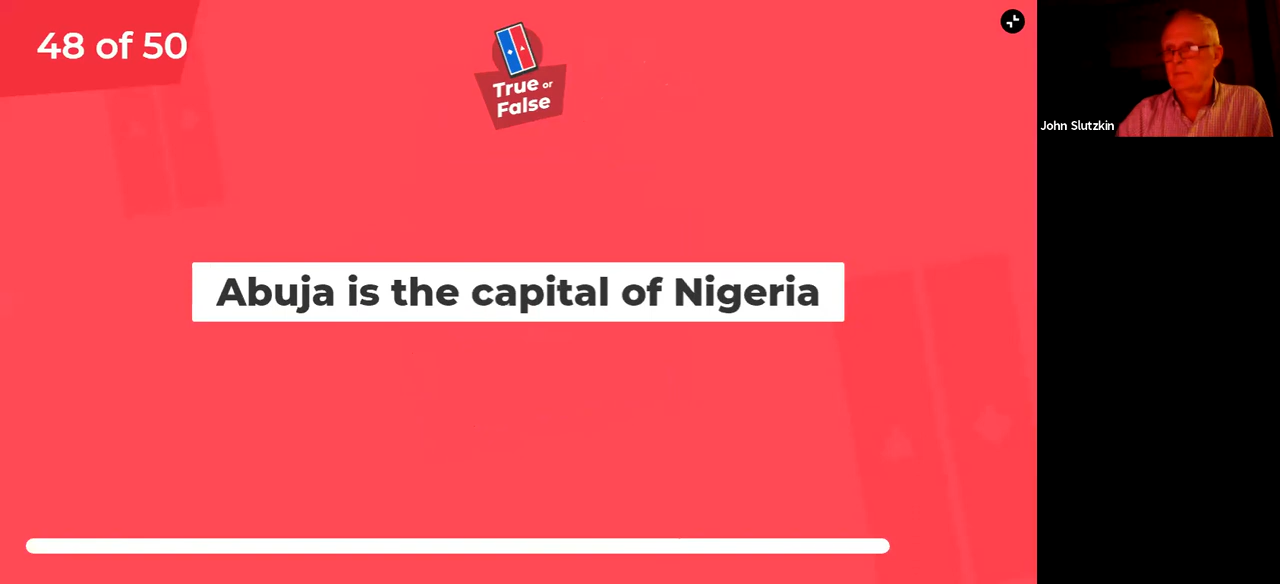 48 of 50
True or
False
Abuja is the capital of Nigeria
John Slutzkin